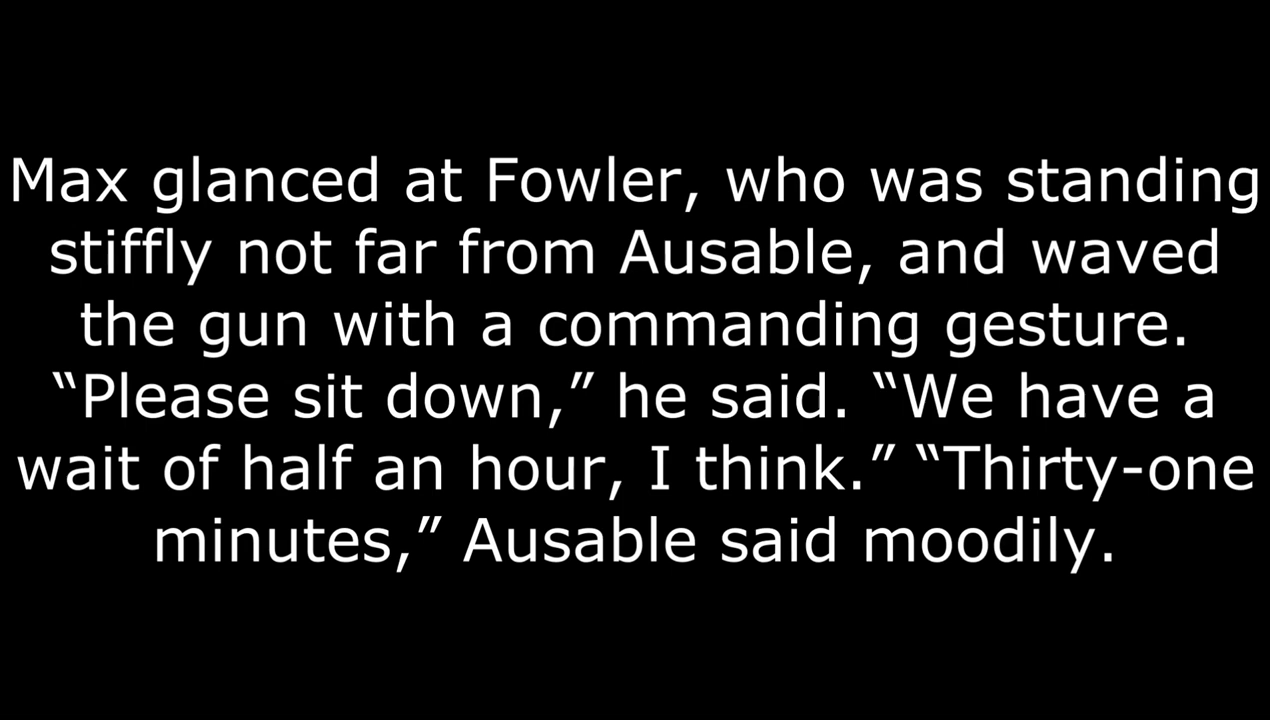 Max glanced at Fowler, who was standing
stiffly not far from Ausable, and waved
the gun with a commanding gesture.
“Please sit down,” he said. “We have a
wait of half an hour, I think.” “Thirty-one
minutes,” Ausable said moodily.